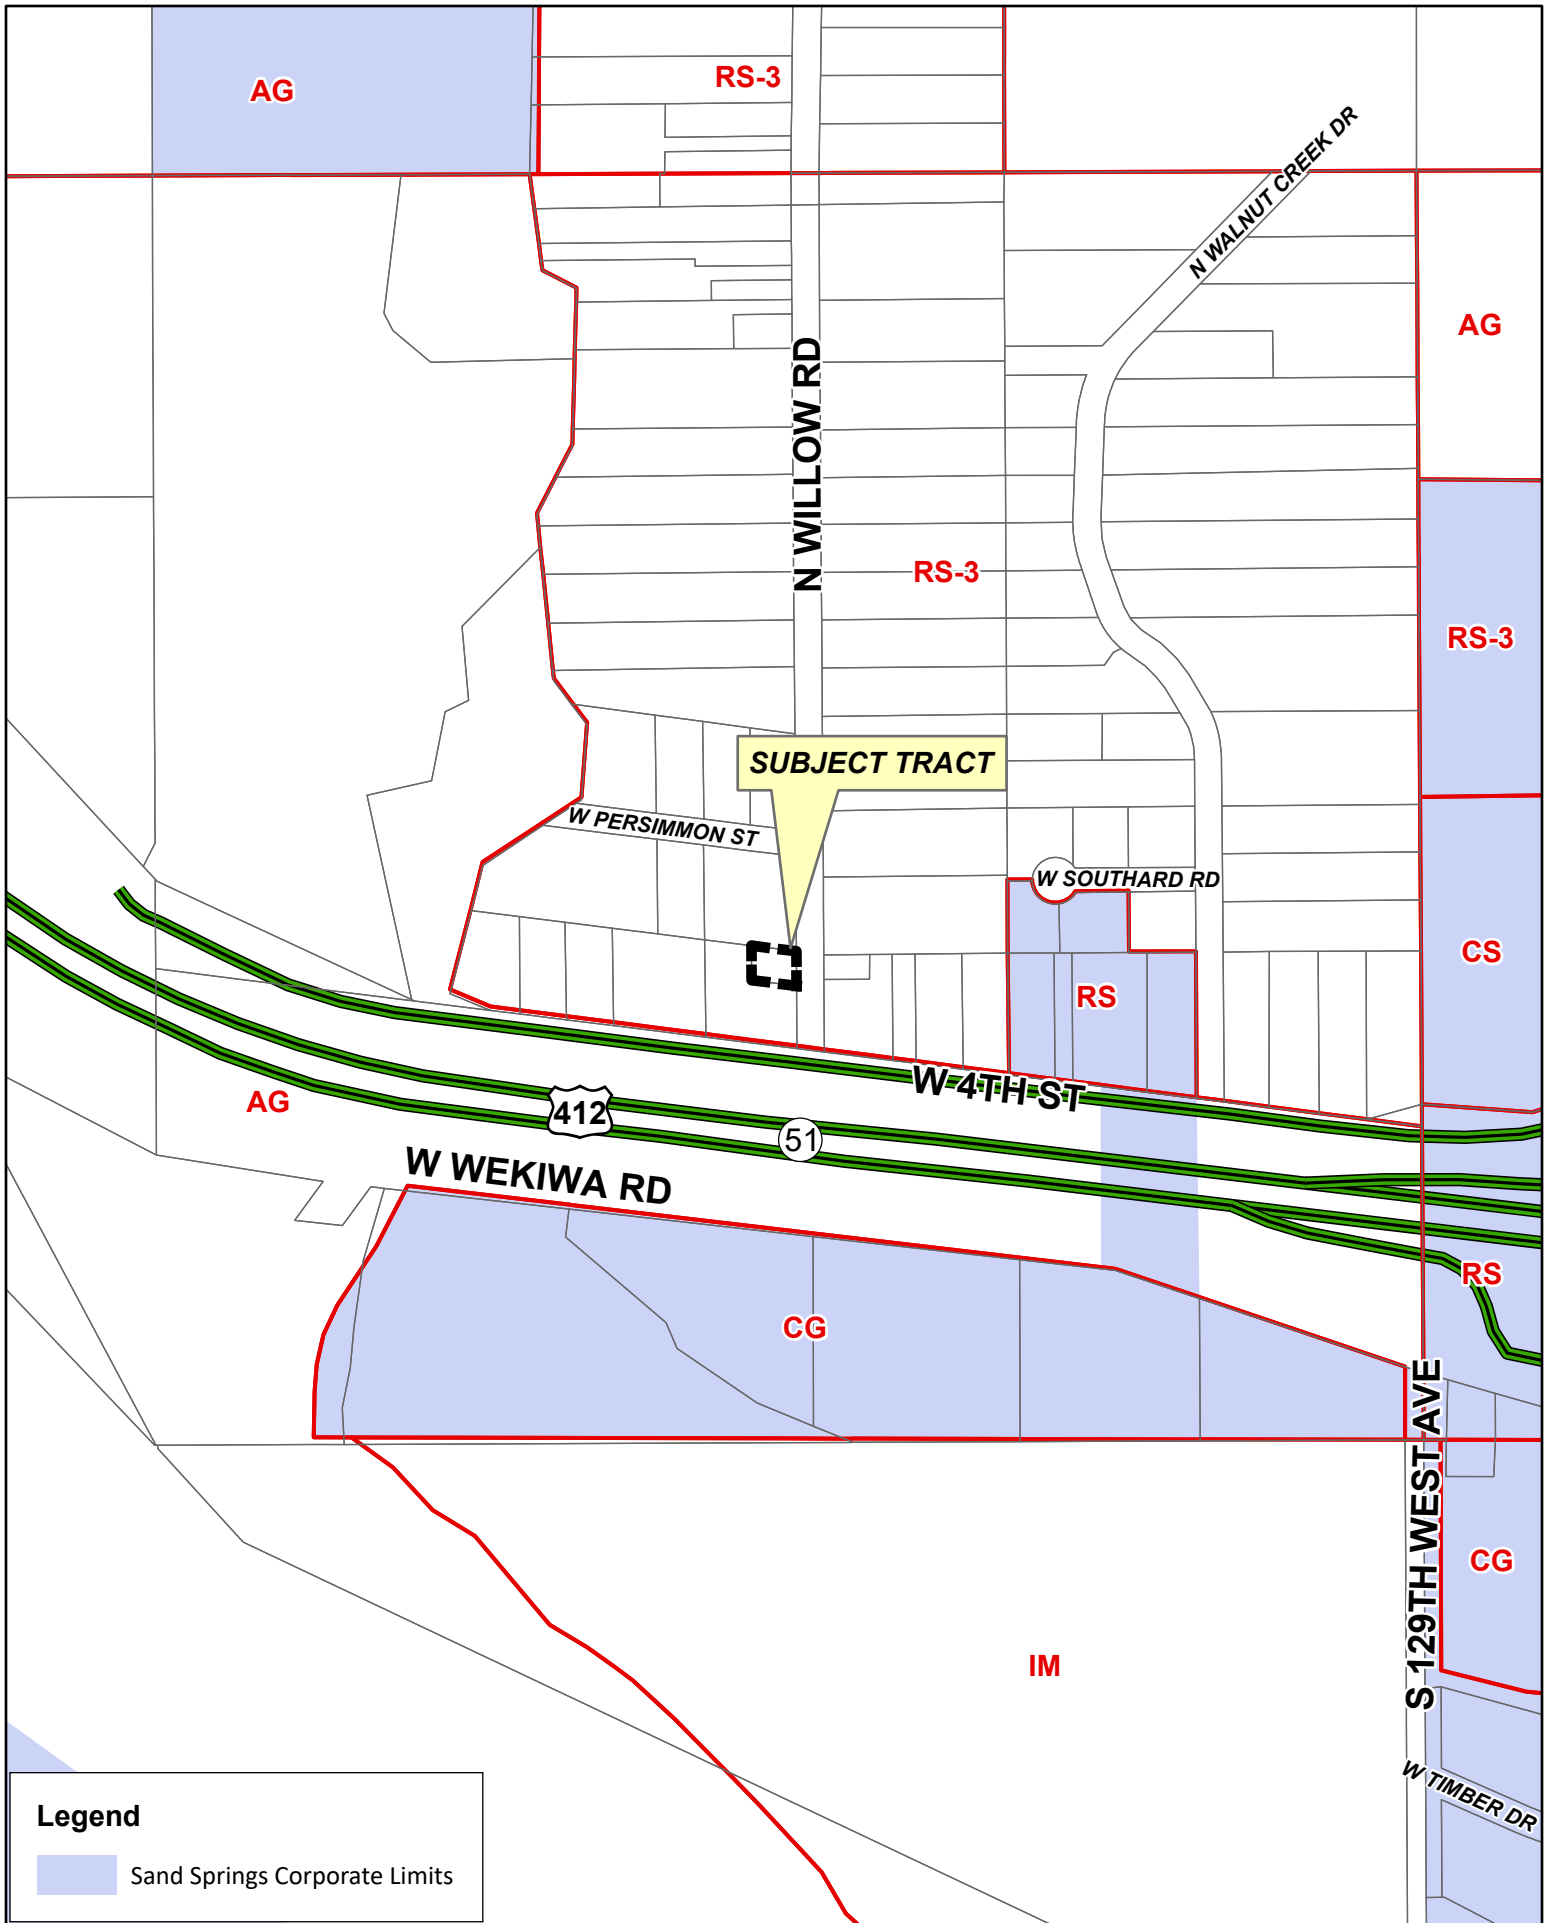 RS-3
AG
N WALNUT CREEK DR
AG
N WILLOW RD
RS-3
RS-3
SUBJECT TRACT
W PERSIMMON ST
W SOUTHARD RD
CS
RS
W 4TH ST
AG
412
51
W WEKIWA RD
RS
CG
S 129TH WEST AVE
CG
IM
W TIMBER DR
Legend
Sand Springs Corporate Limits